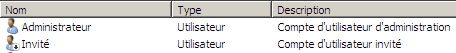 Nom Type Description
Administrateur Utilisateur Compte d'utilisateur d'administration
Invité Utilisateur Compte d'utilisateur invité